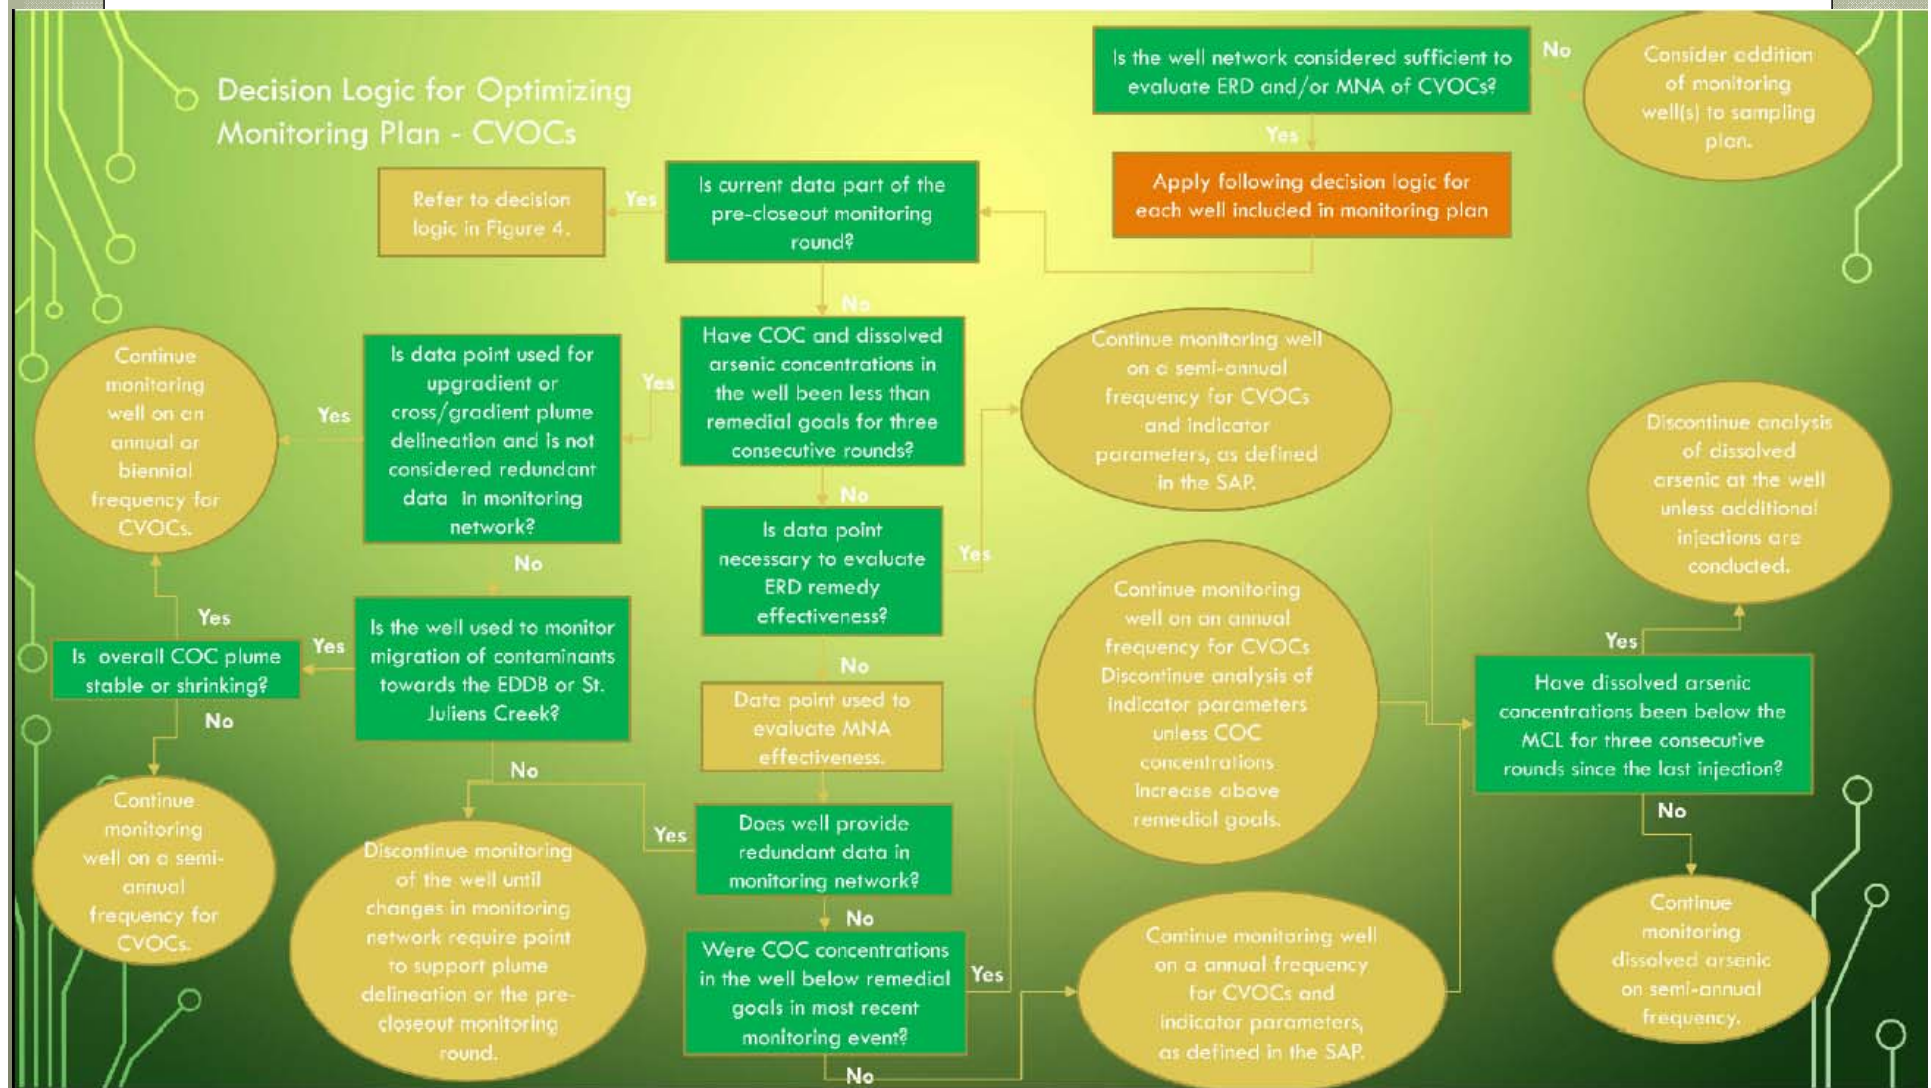 Decision Logic for Optimizing
Monitoring Plan - CVOCs
Is the well network considered sufficient to
evaluate ERD and/or MNA of CVOCs?
No
Consider addition
of monitoring
well(s) to sampling
plan.
Yes
Apply following decision logic for
each well included in monitoring plan
Is current data part of the
pre-closeout monitoring
round?
Yes
Refer to decision
logic in Figure 4.
No
Have COC and dissolved
arsenic concentrations in
the well been less than
remedial goals for three
consecutive rounds?
Yes
Is data point used for
upgradient or
cross/gradient plume
delineation and is not
considered redundant
data in monitoring
network?
Yes
Continue
monitoring
well on an
annual or
biennial
frequency for
CVOCs.
No
Is the well used to monitor
migration of contaminants
towards the EDDB or St.
Juliens Creek?
Yes
Is overall COC plume
stable or shrinking?
Yes
No
Continue
monitoring
well on a semi-
annual
frequency for
CVOCs.
No
Discontinue monitoring
of the well until
changes in monitoring
network require point
to support plume
delineation or the pre-
closeout monitoring
round.
No
Is data point
necessary to evaluate
ERD remedy
effectiveness?
Yes
Continue monitoring well
on a semi-annual
frequency for CVOCs
and indicator
parameters, as defined
in the SAP.
No
Data point used to
evaluate MNA
effectiveness.
Does well provide
redundant data in
monitoring network?
Yes
No
Were COC concentrations
in the well below remedial
goals in most recent
monitoring event?
Yes
Continue monitoring
well on an annual
frequency for CVOCs
Discontinue analysis of
indicator parameters
unless COC
concentrations
increase above
remedial goals.
No
Continue monitoring well
on a annual frequency
for CVOCs and
indicator parameters,
as defined in the SAP.
Have dissolved arsenic
concentrations been below the
MCL for three consecutive
rounds since the last injection?
Yes
Discontinue analysis
of dissolved
arsenic at the well
unless additional
injections are
conducted.
No
Continue
monitoring
dissolved arsenic
on semi-annual
frequency.